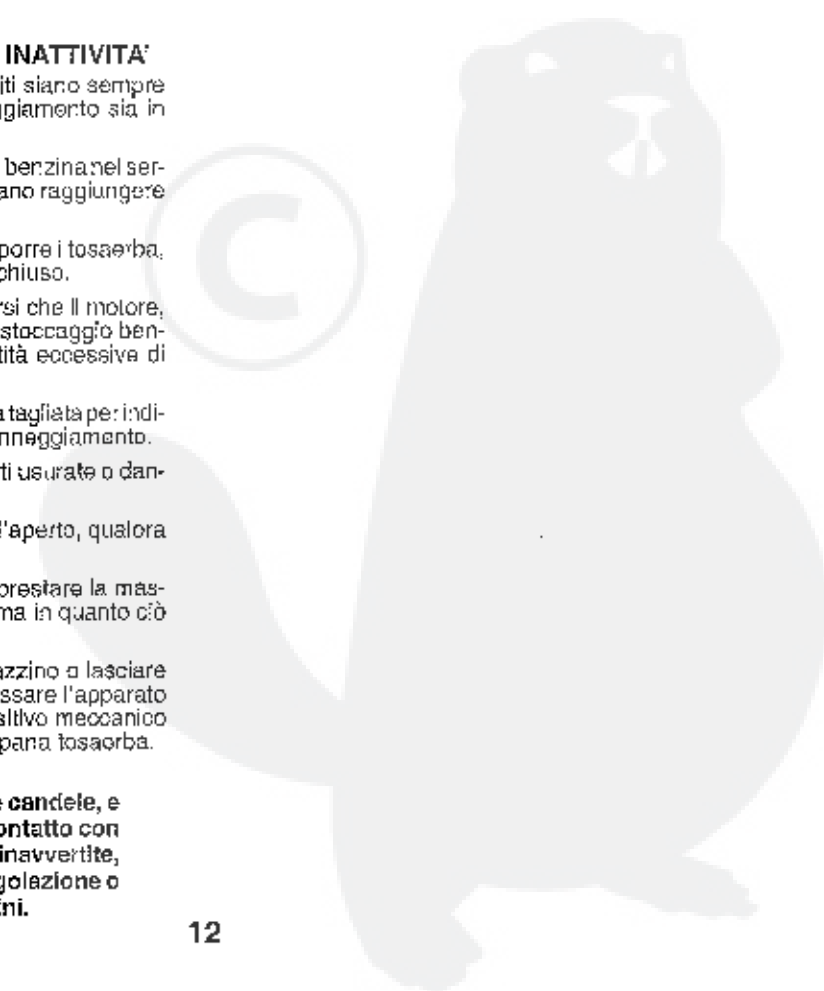 INATTIVITA'
iti siano sempre
ggiamento sia in
benzina nel ser-
ano raggiungere
porre i tosaerba,
chiuso.
rsi che il motore,
stoccaggio ben-
tità eccessive di
a tagliata per indi-
nneggiamento.
ti usurate o dan-
l'aperto, qualora
prestare la mas-
ma in quanto ciò
azzino o lasciare
ssare l'apparato
sitivo meccanico
pana tosaerba.
e candele, e
ontatto con
inavvertite,
golazione o
ni.
12
©